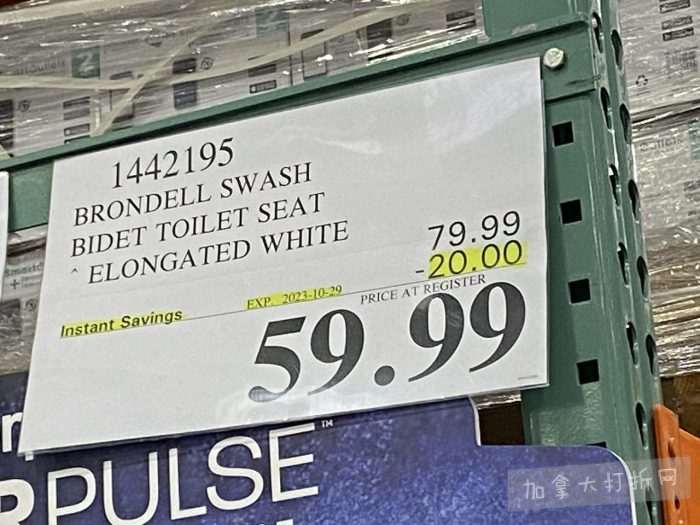 1442195
BRONDELL SWASH
BIDET TOILET SEAT
^ ELONGATED WHITE
79.99
-20.00
Instant Savings
EXP. 2023-10-29
PRICE AT REGISTER
59.99
PULSE™
加拿大打折网